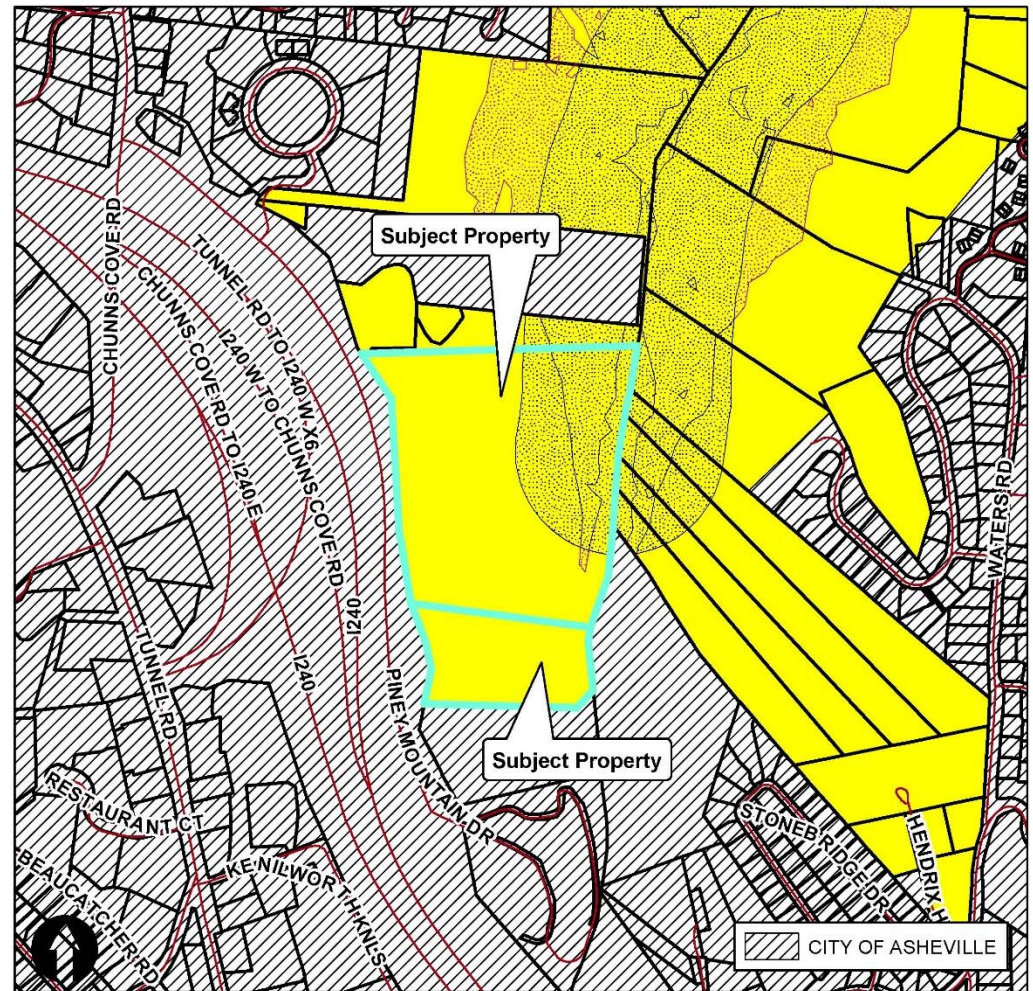 Subject Property
CHUNNS COVE RD
TUNNEL RD TO I240 W X6
I240 W TO CHUNNS COVE RD
CHUNNS COVE RD TO I240 E
I240
I240
TUNNEL RD
PINEY MOUNTAIN DR
WATERS RD
Subject Property
RESTAURANT CT
KENILWORTH KNLS
BEAUCATCHER RD
STONEBRIDGE DR
HENDRIX H
CITY OF ASHEVILLE